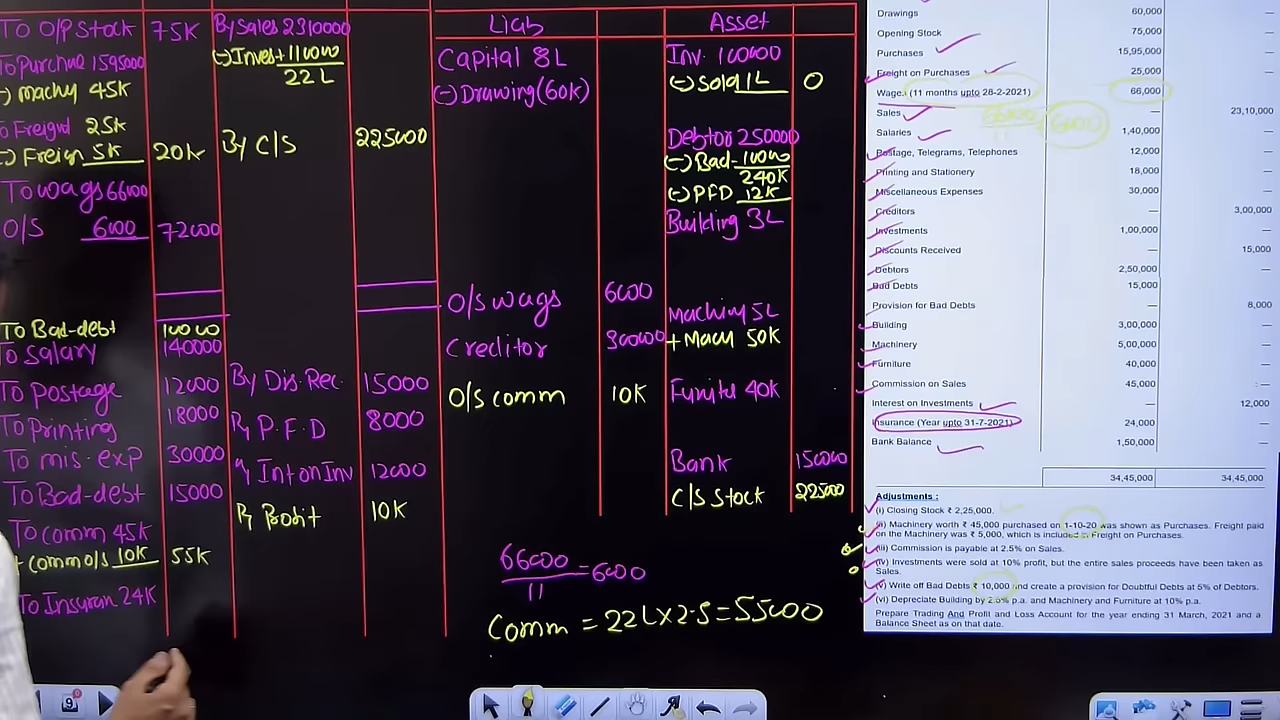 To O/P Stock 75K By Sales 2310000
To Purchase 1595000 (-) Invest 110000
(-) Machy 45K 22L
To Freight 25K
(-) Freigh 5K 20K By C/S 225000
To wags 66000
O/S 6000 72000
To Bad-debt 10000
To Salary 140000
To Postage 12000 By Dis. Rec. 15000
To Printing 18000 By P.F.D 8000
To mis. exp 30000 By Int on Inv 12000
To Bad-debt 15000 By Profit 10K
To comm 45K
+ comm o/s 10K 55K
To Insuran 24K
Liab Asset
Capital 8L Inv. 100000
(-) Drawing (60K) (-) Sold 1L 0
Debtor 250000
(-) Bad- 10000
240K
(-) PFD 12K
Building 3L
O/S wags 6000
Machiny 5L
Creditor 300000 + Mach 50K
O/S comm 10K Funitu 40K
Bank 150000
C/S Stock 225000
66000
11
=6000
Comm = 22L×2.5=55000
Drawings 60,000
Opening Stock 75,000
Purchases 15,95,000 —
Freight on Purchases 25,000 —
Wage. (11 months upto 28-2-2021) 66,000 —
Sales — 23,10,000
Salaries 1,40,000 —
Postage, Telegrams, Telephones 12,000 —
Printing and Stationery 18,000 —
Miscellaneous Expenses 30,000 —
Creditors — 3,00,000
Investments 1,00,000 —
Discounts Received — 15,000
Debtors 2,50,000 —
Bad Debts 15,000 —
Provision for Bad Debts 8,000
Building 3,00,000 —
Machinery 5,00,000 —
Furniture 40,000 —
Commission on Sales 45,000 —
Interest on Investments — 12,000
Insurance (Year upto 31-7-2021) 24,000 —
Bank Balance 1,50,000 —
34,45,000 34,45,000
Adjustments :
(i) Closing Stock ₹ 2,25,000.
(ii) Machinery worth ₹ 45,000 purchased on 1-10-20 was shown as Purchases. Freight paid
on the Machinery was ₹ 5,000, which is included in Freight on Purchases.
(iii) Commission is payable at 2.5% on Sales.
(iv) Investments were sold at 10% profit, but the entire sales proceeds have been taken as
Sales.
(v) Write off Bad Debts ₹ 10,000 and create a provision for Doubtful Debts at 5% of Debtors.
(vi) Depreciate Building by 2.5% p.a. and Machinery and Furniture at 10% p.a.
Prepare Trading And Profit and Loss Account for the year ending 31 March, 2021 and a
Balance Sheet as on that date.